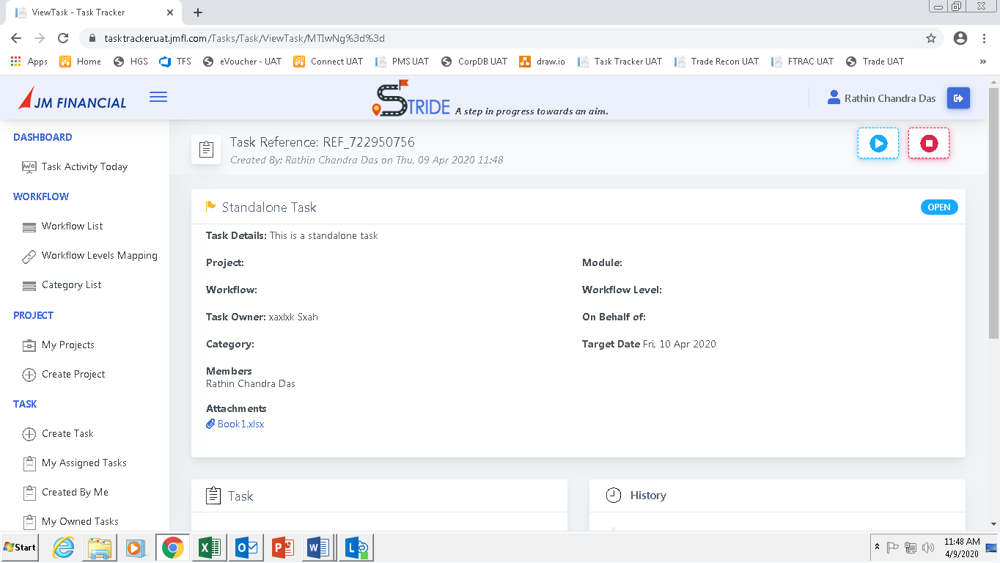 ViewTask - Task Tracker
tasktrackeruat.jmfl.com/Tasks/Task/ViewTask/MTIwNg%3d%3d
Apps Home HGS TFS eVoucher - UAT Connect UAT PMS UAT CorpDB UAT draw.io Task Tracker UAT Trade Recon UAT FTRAC UAT Trade UAT »
JM FINANCIAL
STRIDE A step in progress towards an aim.
Rathin Chandra Das
DASHBOARD
Task Activity Today
WORKFLOW
Workflow List
Workflow Levels Mapping
Category List
PROJECT
My Projects
Create Project
TASK
Create Task
My Assigned Tasks
Created By Me
My Owned Tasks
Task Reference: REF_722950756
Created By: Rathin Chandra Das on Thu, 09 Apr 2020 11:48
Standalone Task
OPEN
Task Details: This is a standalone task
Project:
Module:
Workflow:
Workflow Level:
Task Owner: xaxlxk Sxah
On Behalf of:
Category:
Target Date Fri, 10 Apr 2020
Members
Rathin Chandra Das
Attachments
Book1.xlsx
Task
History
Start
11:48 AM
4/9/2020